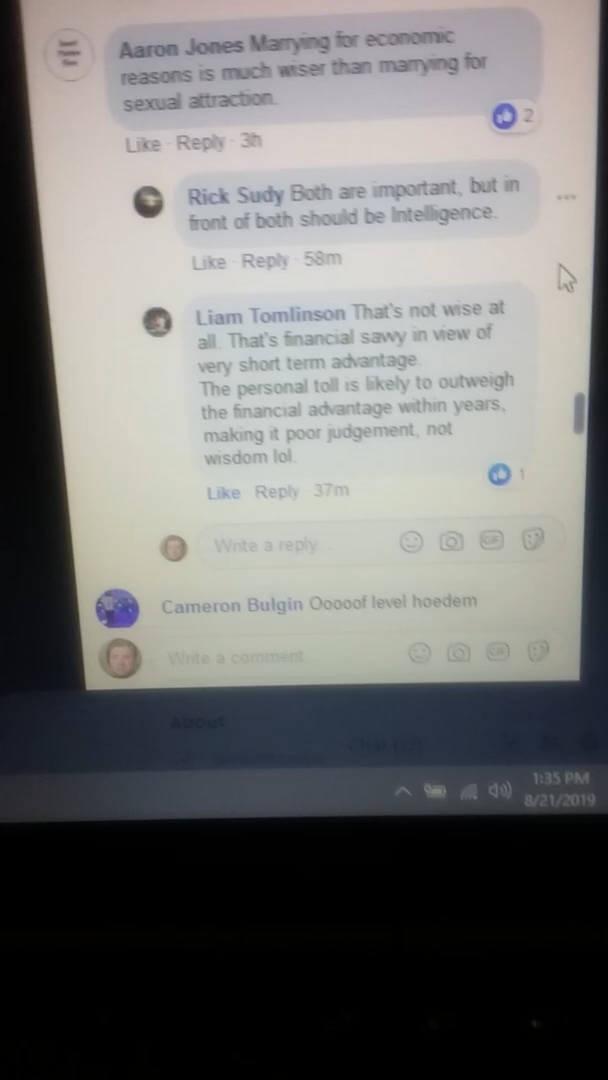 Aaron Jones Marrying for economic
reasons is much wiser than marrying for
sexual attraction.
2
Like · Reply · 3h
Rick Sudy Both are important, but in
front of both should be Intelligence.
Like · Reply · 58m
Liam Tomlinson That's not wise at
all. That's financial savvy in view of
very short term advantage.
The personal toll is likely to outweigh
the financial advantage within years,
making it poor judgement, not
wisdom lol.
1
Like Reply 37m
Write a reply
GIF
Cameron Bulgin Ooooof level hoedem
Write a comment
GIF
About
Chat
1:35 PM
8/21/2019